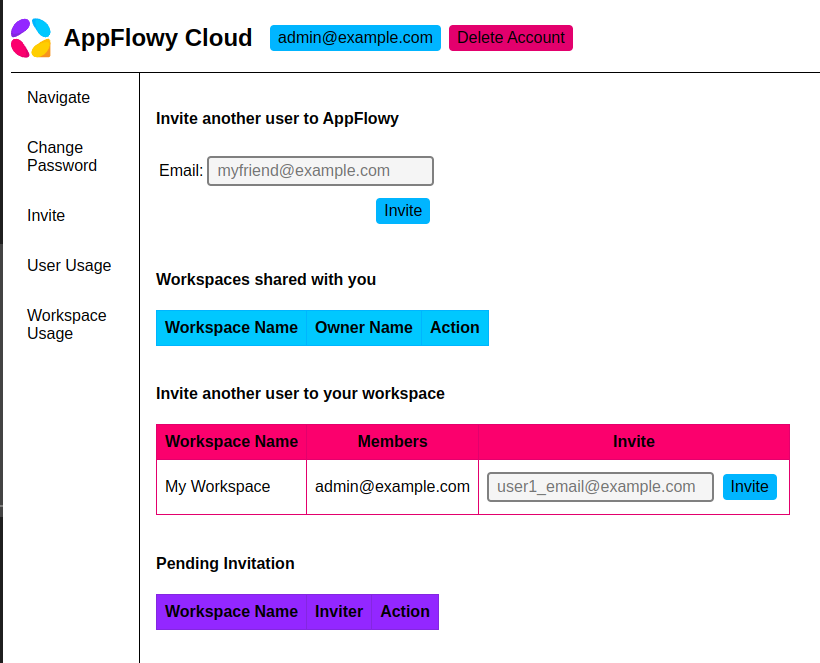 AppFlowy Cloud admin@example.com Delete Account
Navigate
Change
Password
Invite
User Usage
Workspace
Usage
Invite another user to AppFlowy
Email: myfriend@example.com
Invite
Workspaces shared with you
Workspace Name Owner Name Action
Invite another user to your workspace
Workspace Name Members Invite
My Workspace admin@example.com user1_email@example.com Invite
Pending Invitation
Workspace Name Inviter Action